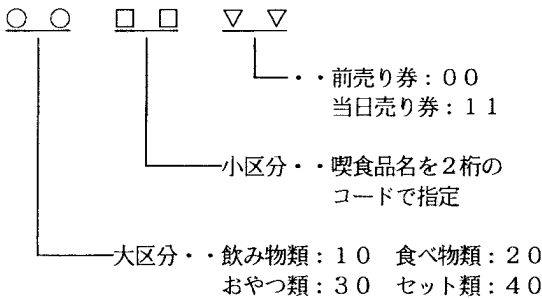 ○ ○ □ □ ▽ ▽
・・前売り券：００
当日売り券：１１
小区分・・喫食品名を２桁の
コードで指定
大区分・・飲み物類：１０ 食べ物類：２０
おやつ類：３０ セット類：４０